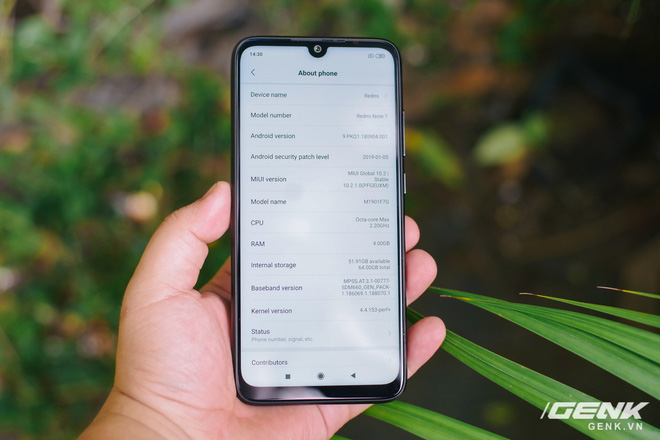 14:30
About phone
Device name Redmi
Model number Redmi Note 7
Android version 9 PKQ1.180904.001
Android security patch level 2019-01-05
MIUI version MIUI Global 10.2 |
Stable
10.2.1.0(PFGEUXM)
Model name M1901F7G
CPU Octa-core Max
2.20GHz
RAM 4.00GB
Internal storage 51.91GB available
64.00GB total
Baseband version MPSS.AT.3.1-00777-
SDM660_GEN_PACK-
1.186069.1.188070.1
Kernel version 4.4.153-perf+
Status
Phone number, signal, etc.
Contributors
GENK
GENK.VN